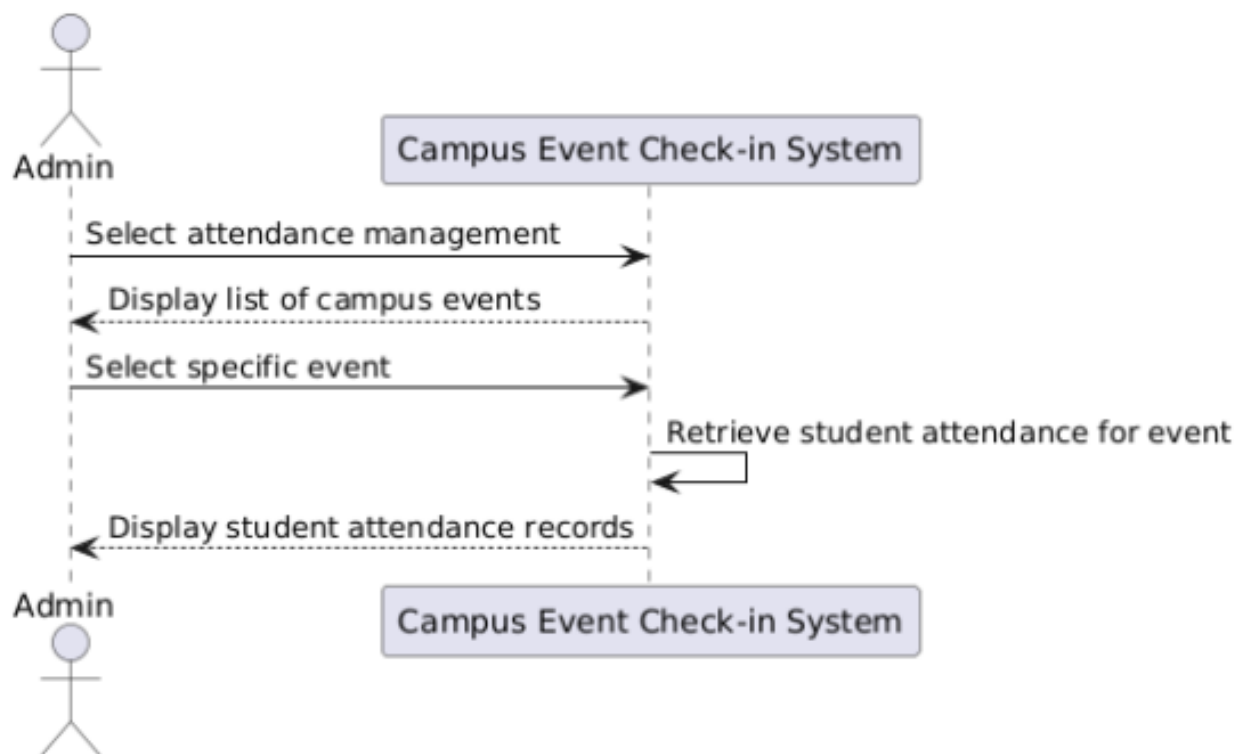 Admin
Campus Event Check-in System
Select attendance management
Display list of campus events
Select specific event
Retrieve student attendance for event
Display student attendance records
Admin
Campus Event Check-in System